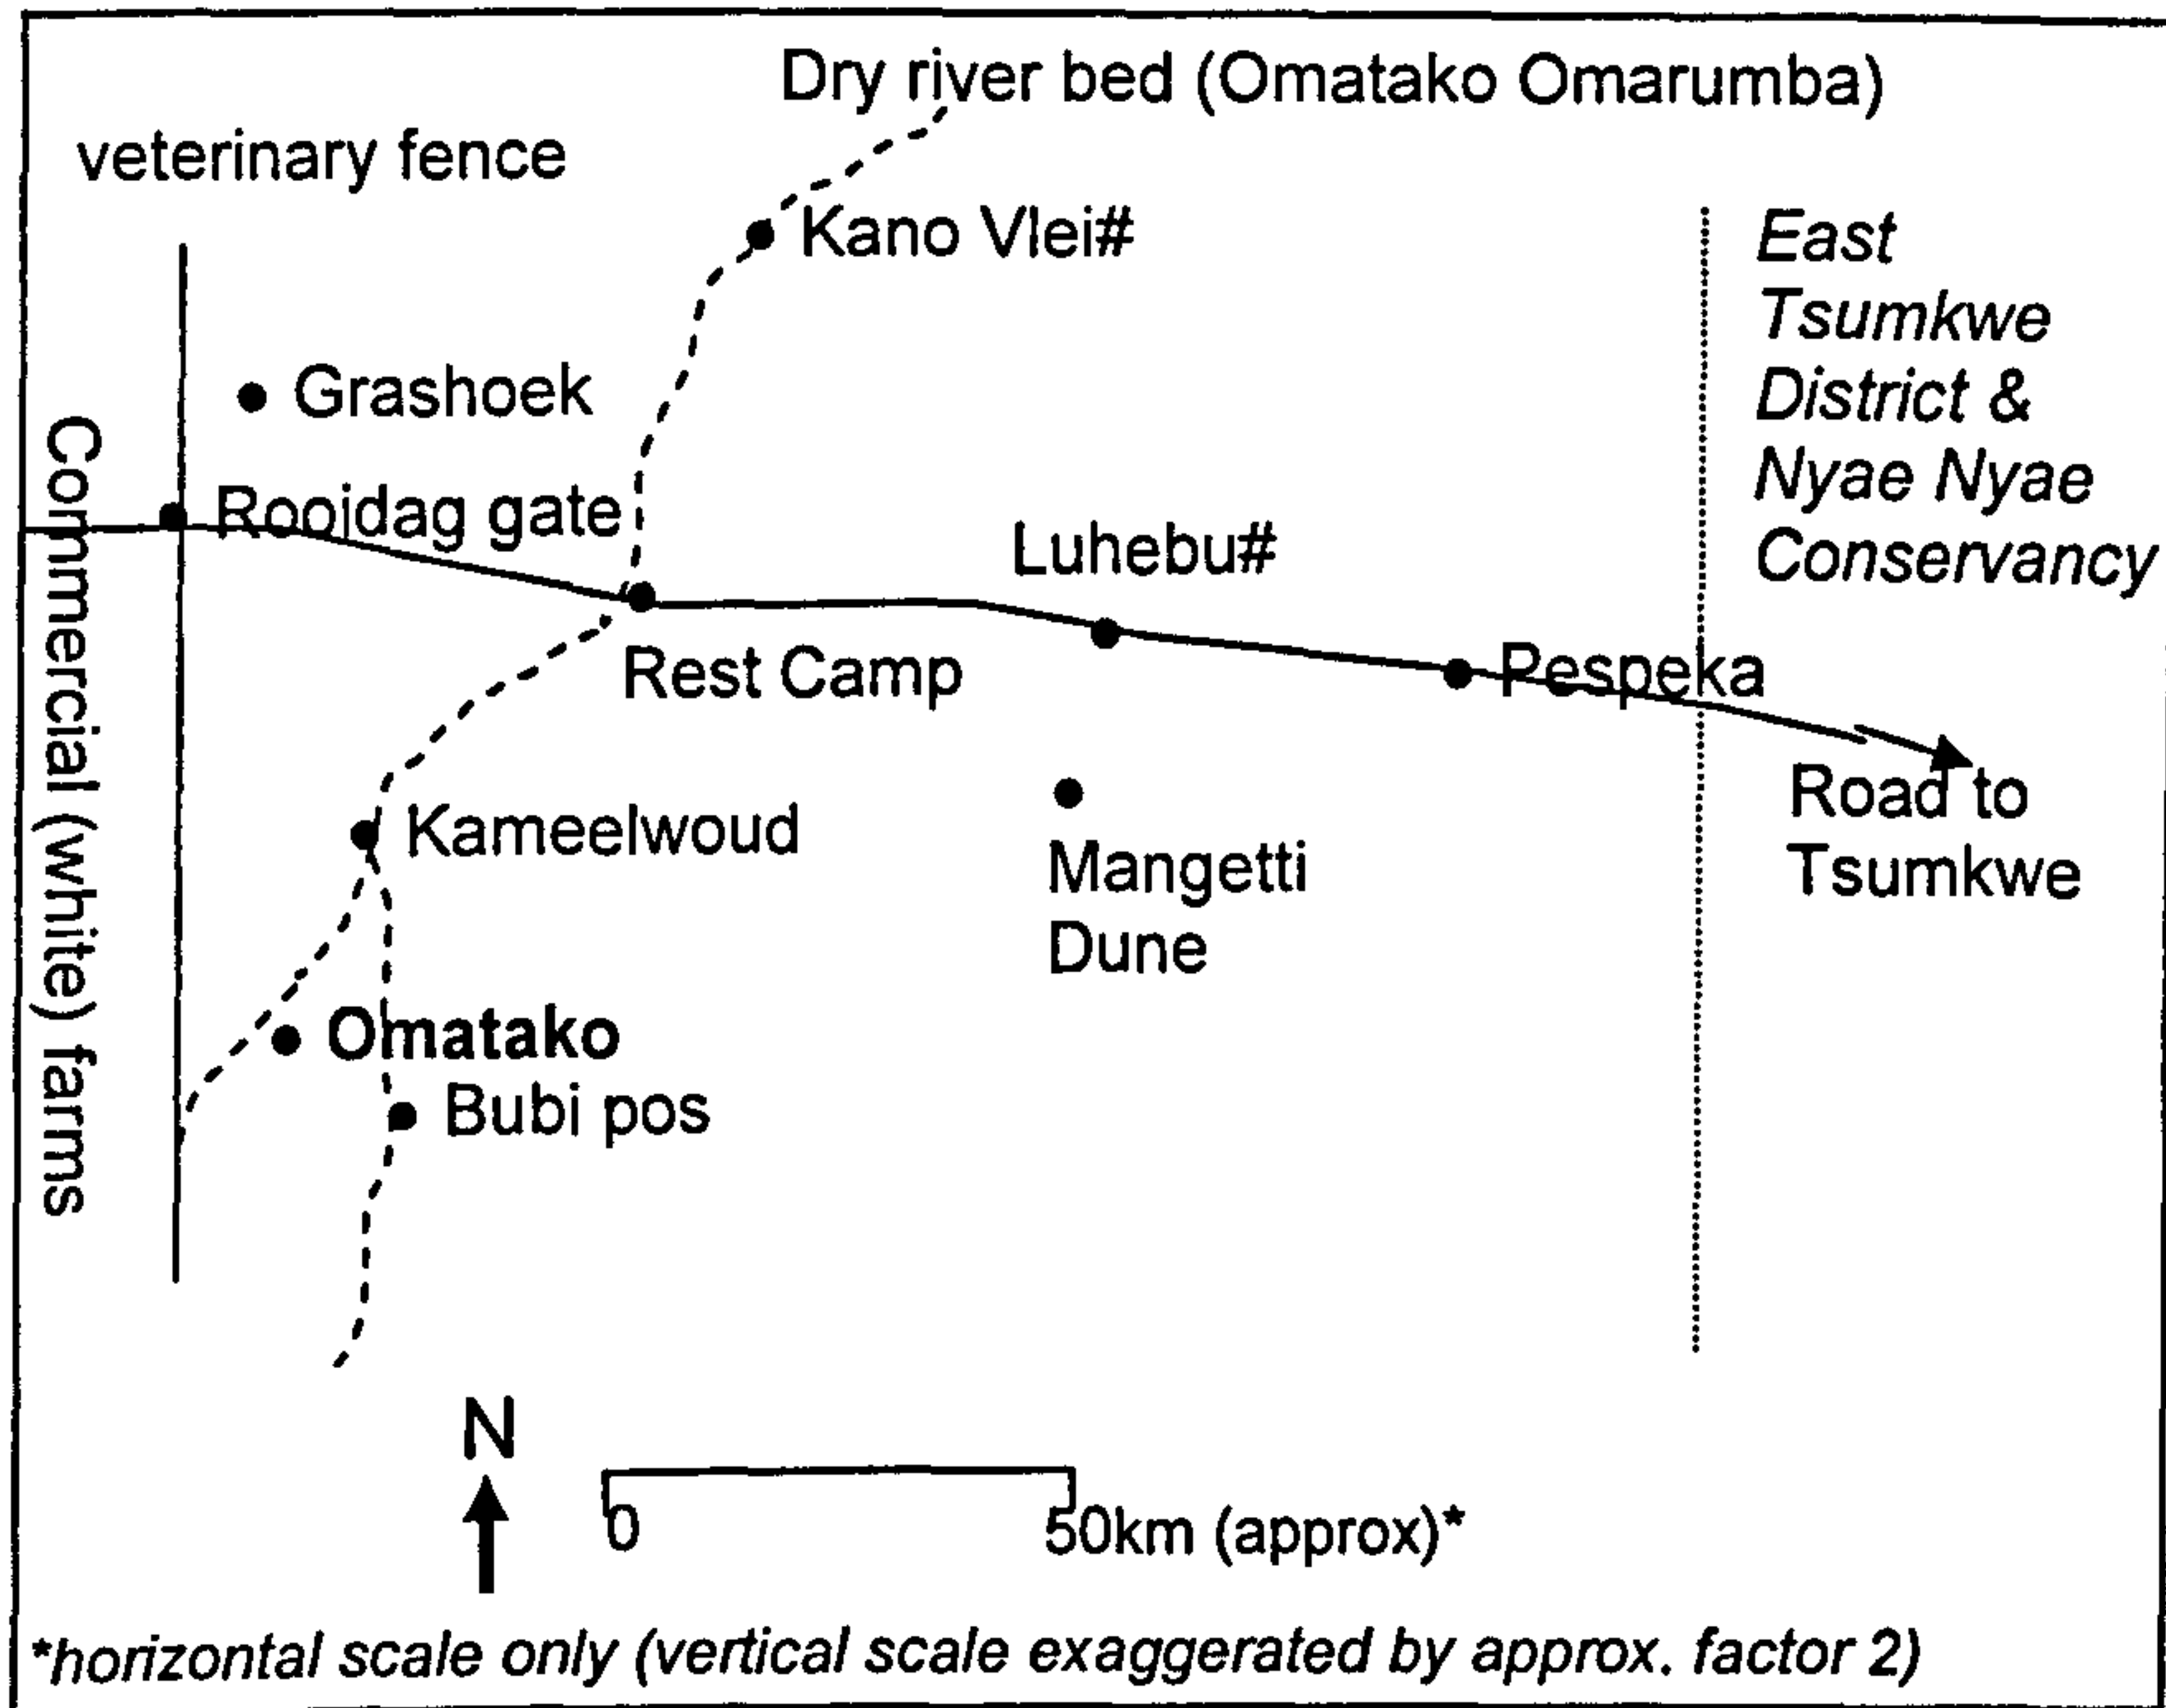 Dry river bed (Omatako Omarumba)
veterinary fence
Kano Vlei#
East
Tsumkwe
District &
Nyae Nyae
Conservancy
Grashoek
Commercial (white) farms
Rooidag gate
Luhebu#
Rest Camp
Pespeka
Road to
Tsumkwe
Kameelwoud
Mangetti
Dune
Omatako
Bubi pos
N
0
50km (approx)*
*horizontal scale only (vertical scale exaggerated by approx. factor 2)